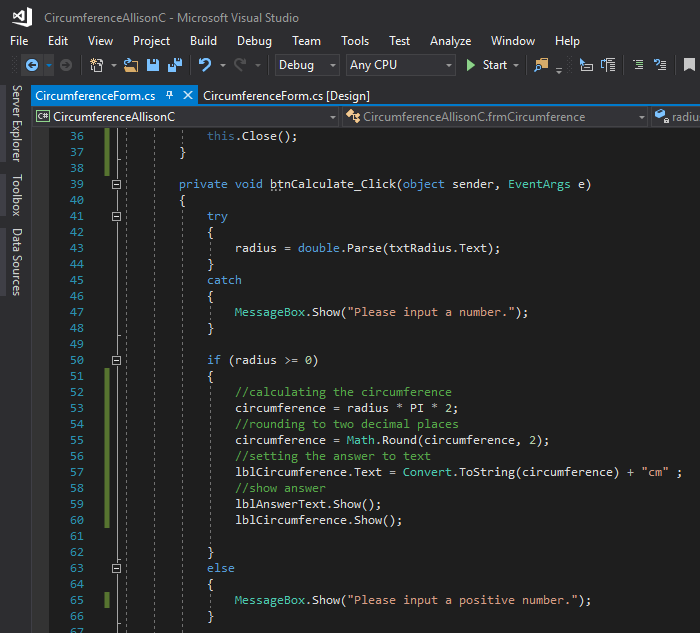 CircumferenceAllisonC - Microsoft Visual Studio
File Edit View Project Build Debug Team Tools Test Analyze Window Help
Debug Any CPU Start
CircumferenceForm.cs CircumferenceForm.cs [Design]
C# CircumferenceAllisonC CircumferenceAllisonC.frmCircumference radiu
Server Explorer
Toolbox
Data Sources
36 this.Close();
37 }
38
39 private void btnCalculate_Click(object sender, EventArgs e)
40 {
41 try
42 {
43 radius = double.Parse(txtRadius.Text);
44 }
45 catch
46 {
47 MessageBox.Show("Please input a number.");
48 }
49
50 if (radius >= 0)
51 {
52 //calculating the circumference
53 circumference = radius * PI * 2;
54 //rounding to two decimal places
55 circumference = Math.Round(circumference, 2);
56 //setting the answer to text
57 lblCircumference.Text = Convert.ToString(circumference) + "cm" ;
58 //show answer
59 lblAnswerText.Show();
60 lblCircumference.Show();
61
62 }
63 else
64 {
65 MessageBox.Show("Please input a positive number.");
66 }
67